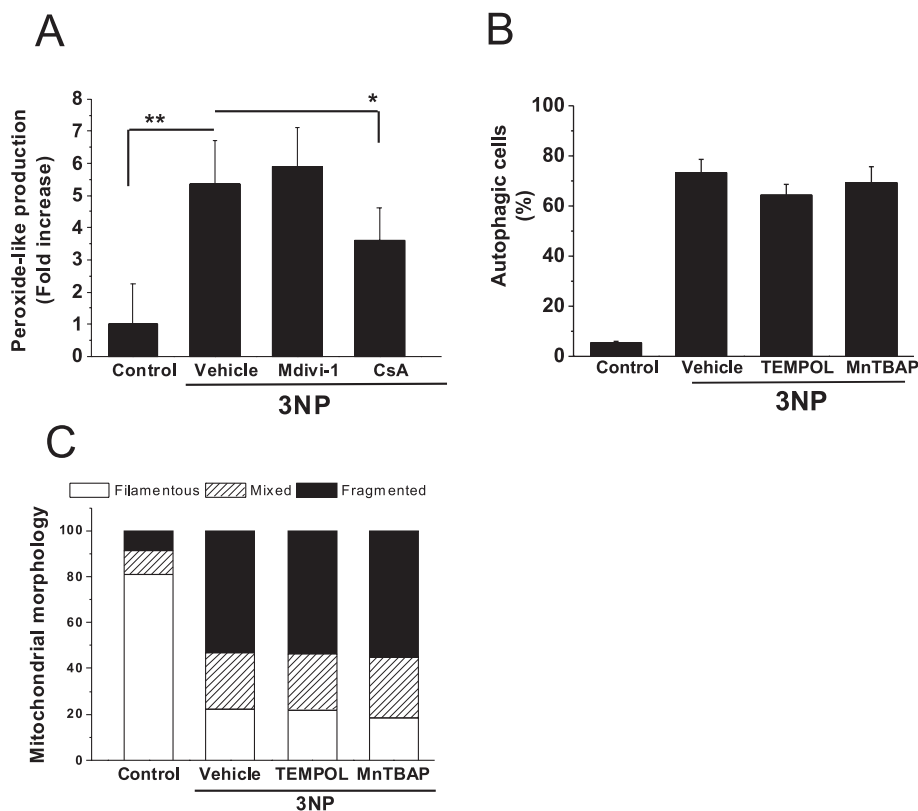 A
Peroxide-like production
(Fold increase)
8
7
6
5
4
3
2
1
0
**
*
Control Vehicle Mdivi-1 CsA
3NP
B
Autophagic cells
(%)
100
80
60
40
20
0
Control Vehicle TEMPOL MnTBAP
3NP
C
Filamentous Mixed Fragmented
Mitochondrial morphology
100
80
60
40
20
0
Control Vehicle TEMPOL MnTBAP
3NP